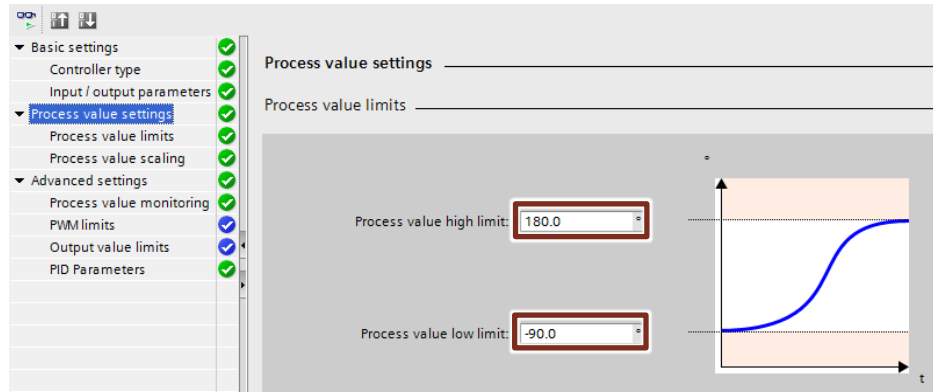 Basic settings
Controller type
Input / output parameters
Process value settings
Process value limits
Process value scaling
Advanced settings
Process value monitoring
PWM limits
Output value limits
PID Parameters
Process value settings
Process value limits
°
Process value high limit: 180.0 °
Process value low limit: -90.0 °
t